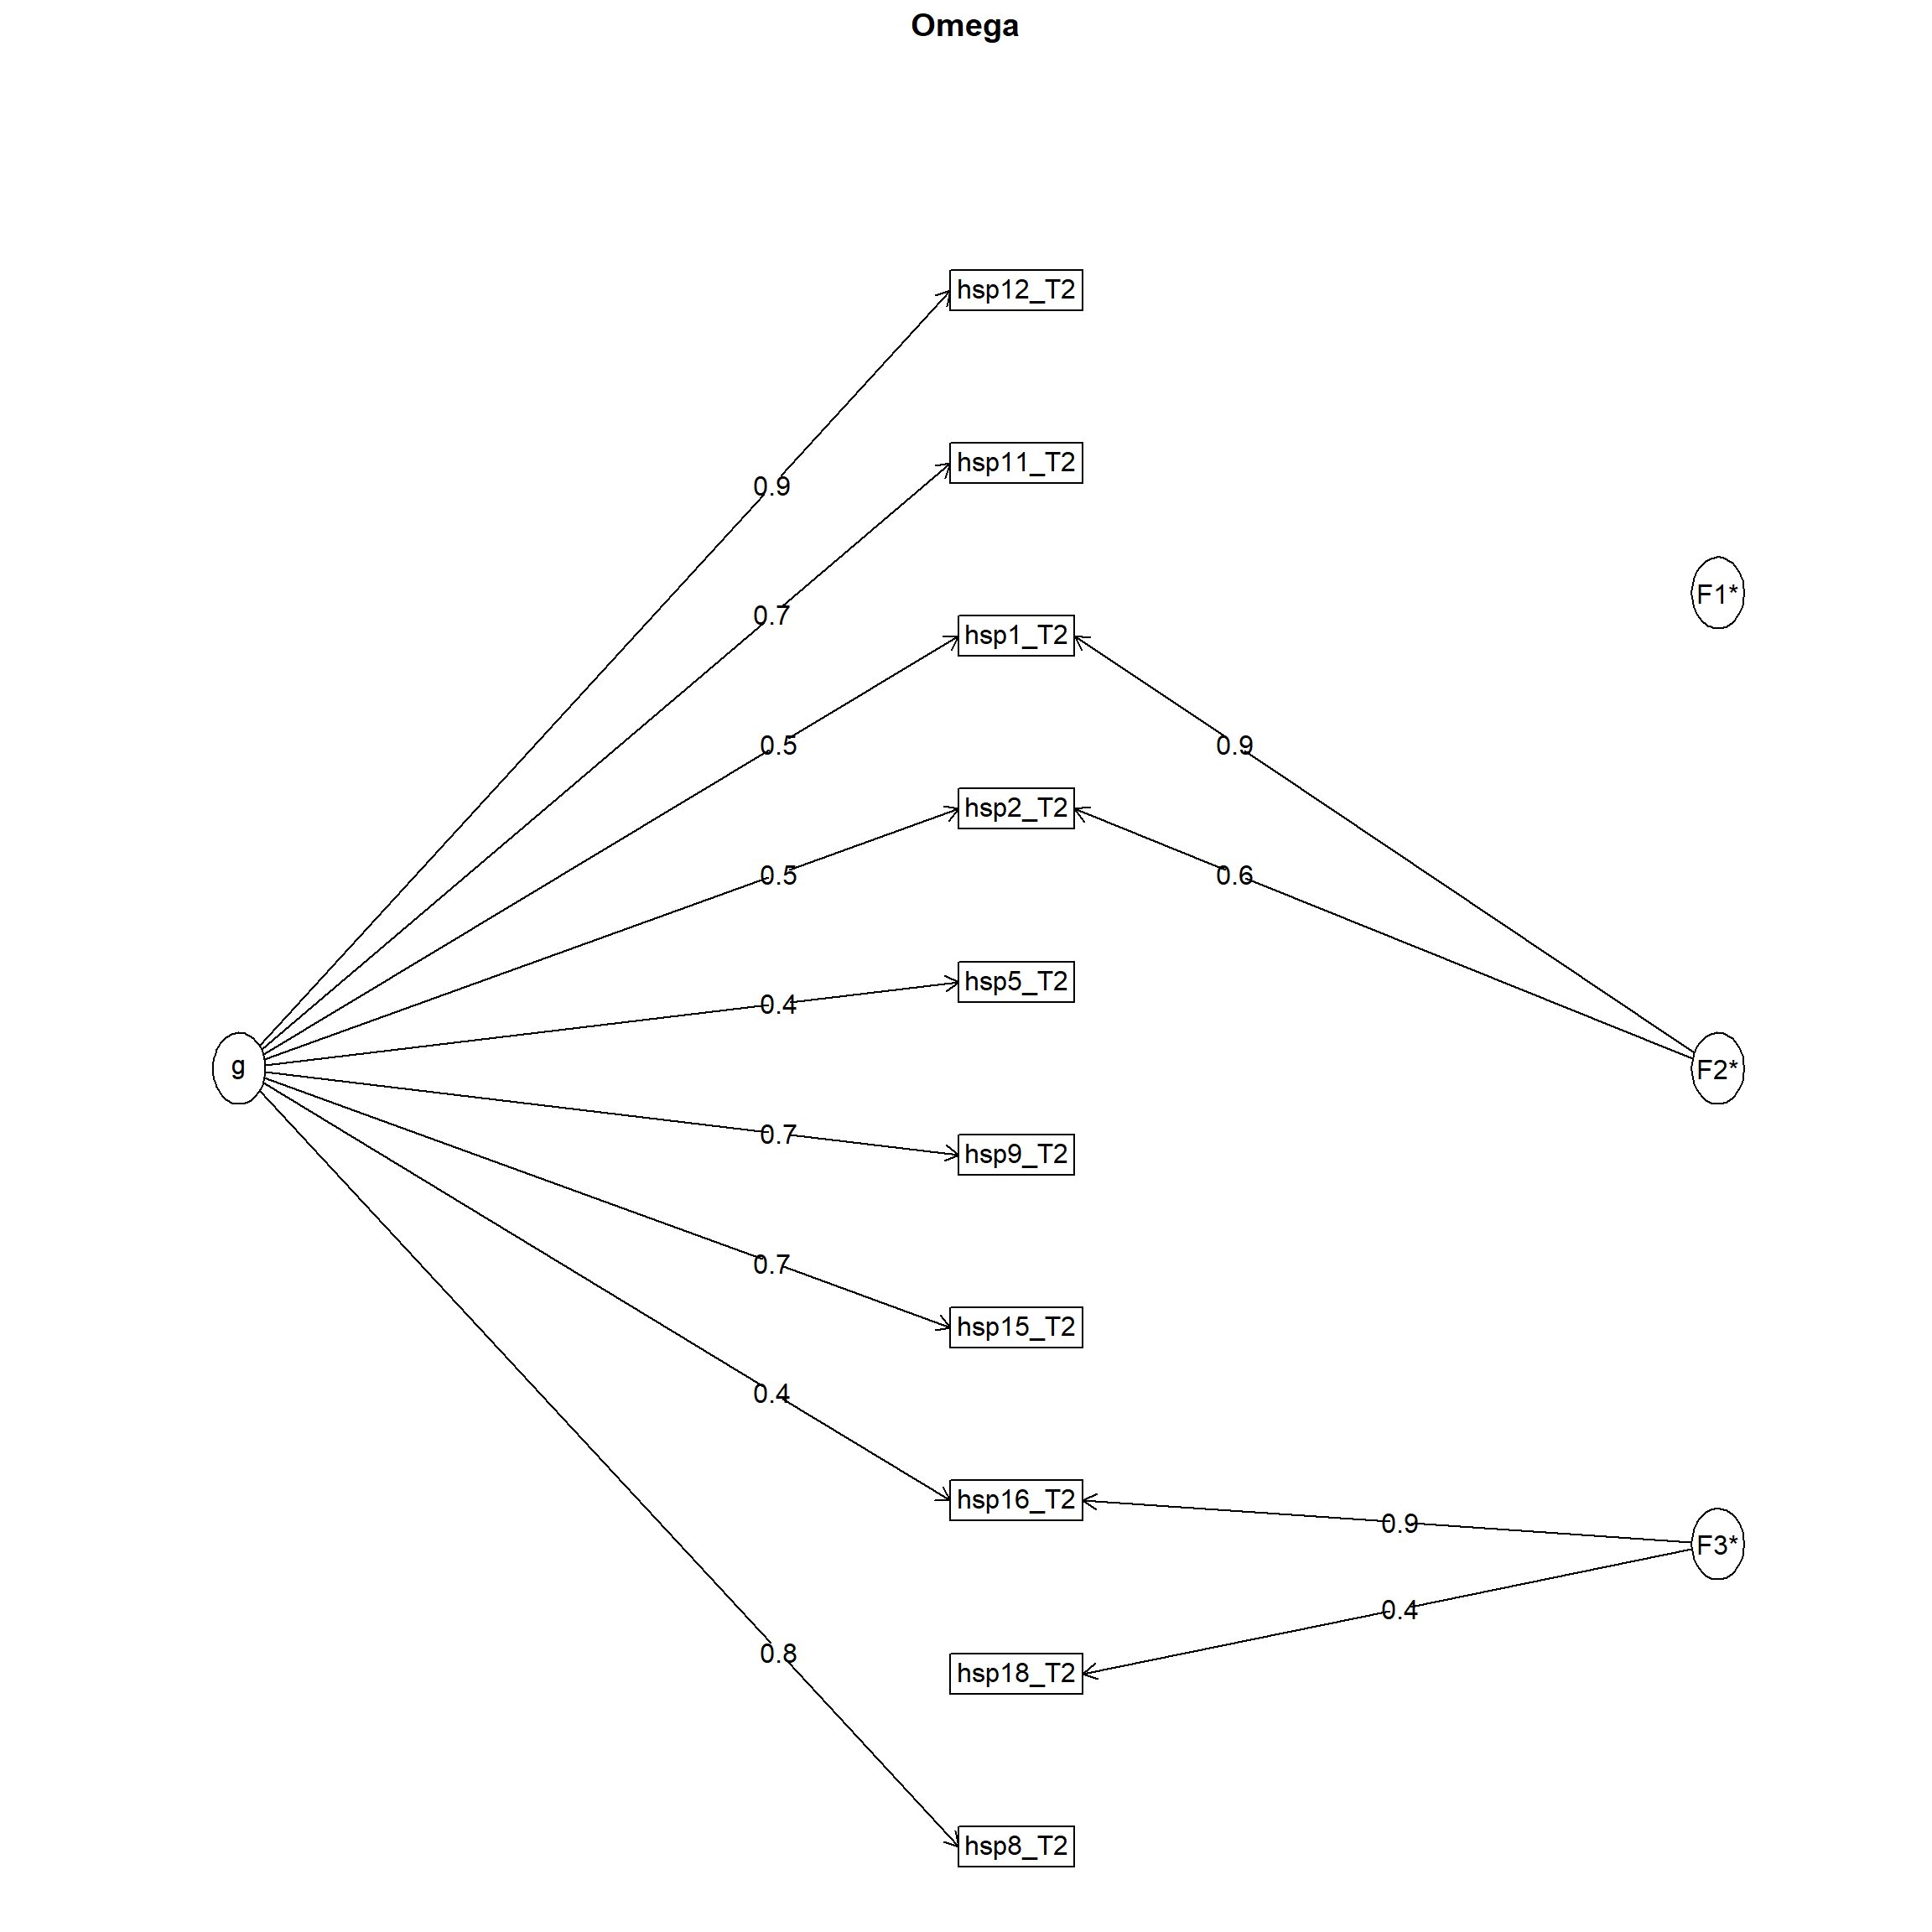 Omega
hsp12_T2
hsp11_T2
0.9
F1*
0.7
hsp1_T2
0.5
0.9
hsp2_T2
0.5
0.6
hsp5_T2
0.4
g
F2*
0.7
hsp9_T2
0.7
hsp15_T2
0.4
hsp16_T2
0.9
F3*
0.4
0.8
hsp18_T2
hsp8_T2